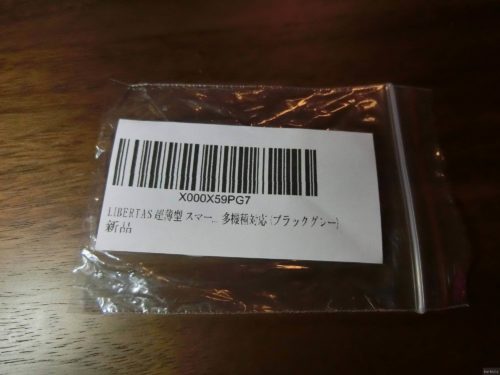 X000X59PG7
LIBERTAS 超薄型 スマー... 多機種対応 (ブラックグレー)
新品